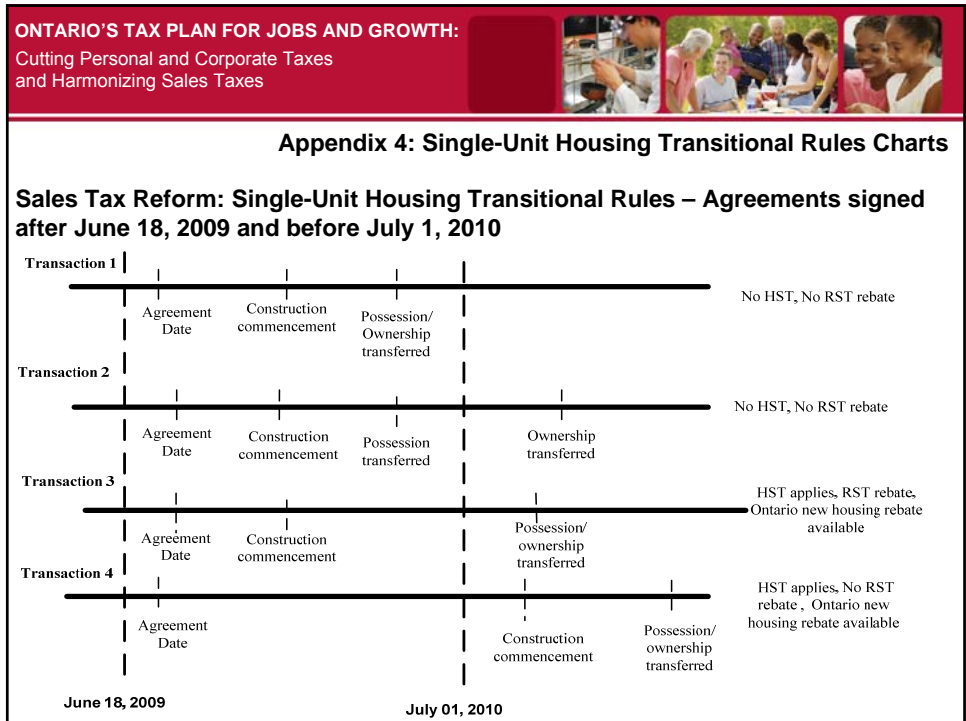 ONTARIO'S TAX PLAN FOR JOBS AND GROWTH:
Cutting Personal and Corporate Taxes
and Harmonizing Sales Taxes
Appendix 4: Single-Unit Housing Transitional Rules Charts
Sales Tax Reform: Single-Unit Housing Transitional Rules – Agreements signed
after June 18, 2009 and before July 1, 2010
Transaction 1
Agreement
Date
Construction
commencement
Possession/
Ownership
transferred
No HST, No RST rebate
Transaction 2
Agreement
Date
Construction
commencement
Possession
transferred
Ownership
transferred
No HST, No RST rebate
Transaction 3
Agreement
Date
Construction
commencement
Possession/
ownership
transferred
HST applies, RST rebate,
Ontario new housing rebate
available
Transaction 4
Agreement
Date
Construction
commencement
Possession/
ownership
transferred
HST applies, No RST
rebate , Ontario new
housing rebate available
June 18, 2009
July 01, 2010